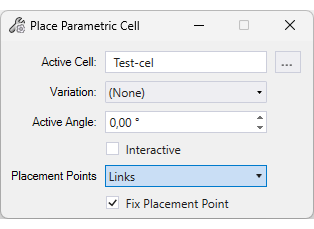 Place Parametric Cell
Active Cell: Test-cel ...
Variation: (None)
Active Angle: 0,00 °
Interactive
Placement Points Links
Fix Placement Point